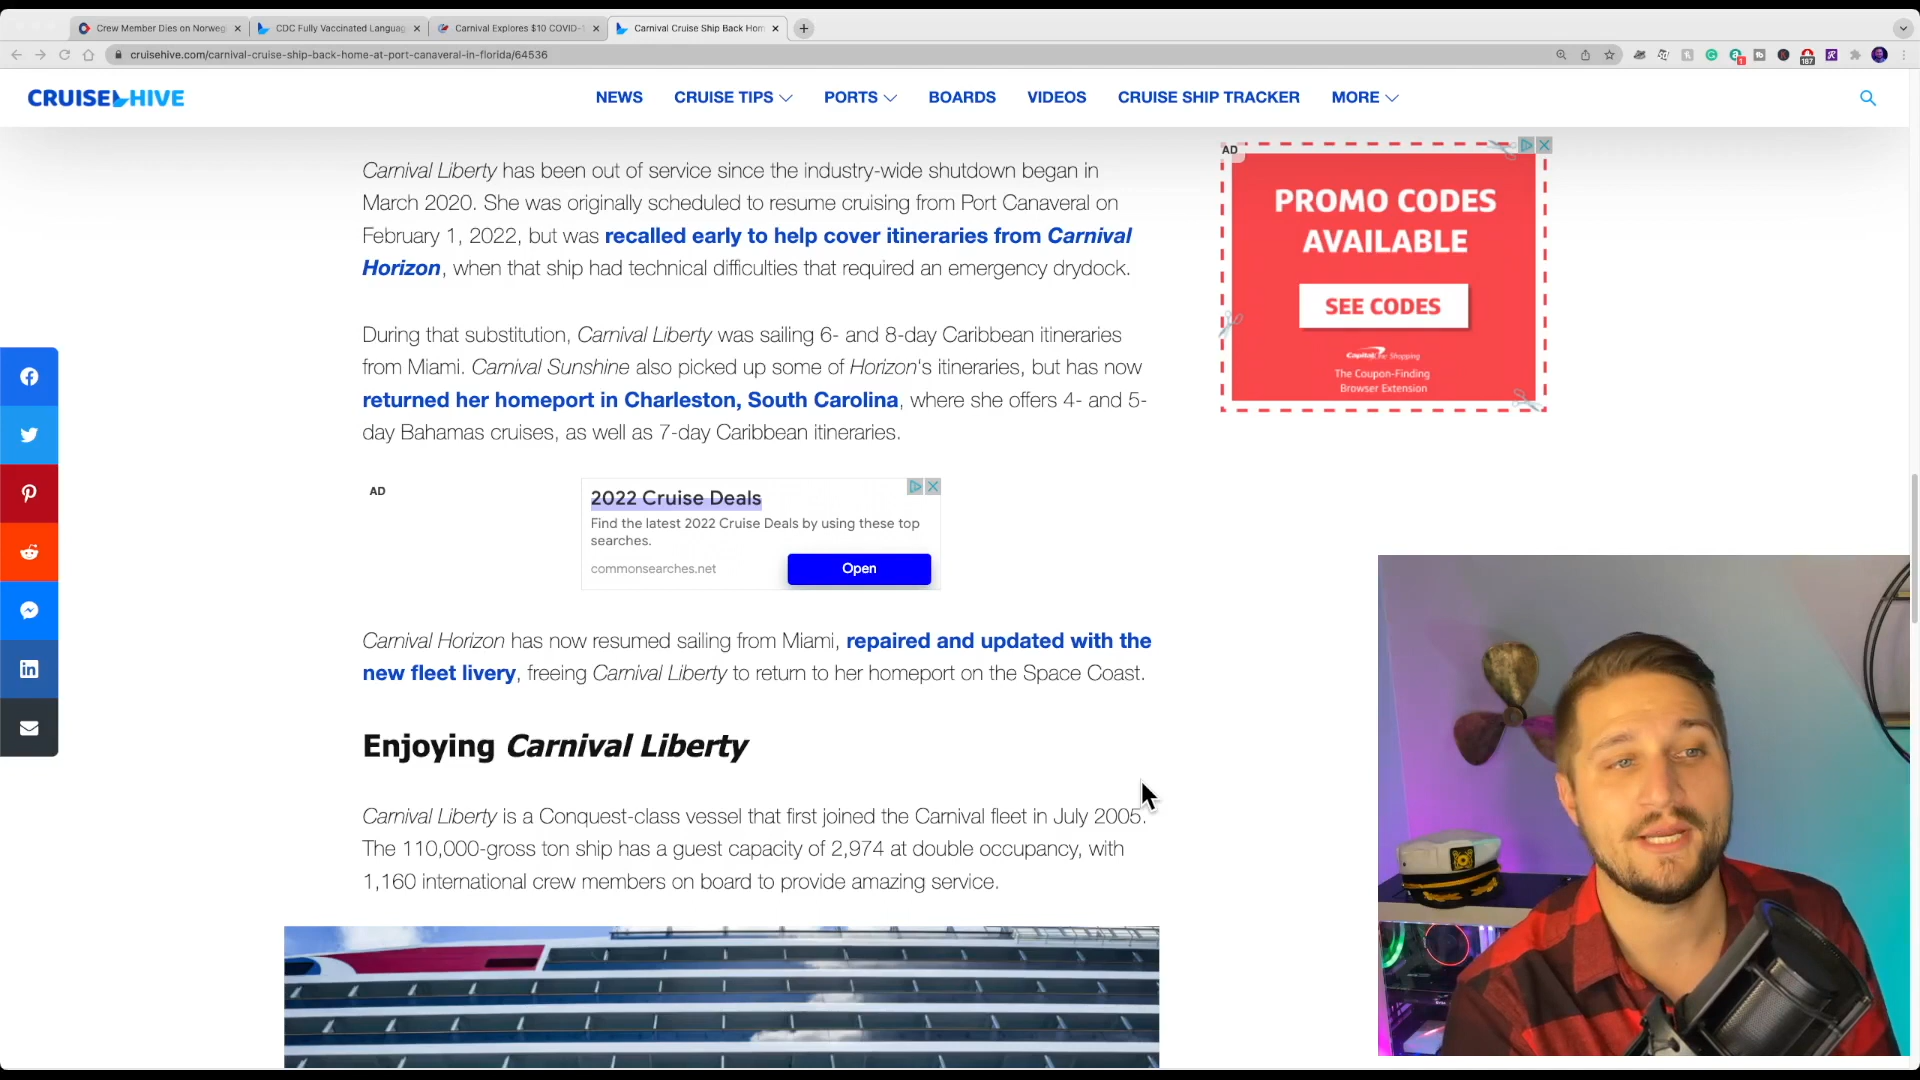 Crew Member Dies on Norweg
CDC Fully Vaccinated Languag
Carnival Explores $10 COVID-
Carnival Cruise Ship Back Hom
cruisehive.com/carnival-cruise-ship-back-home-at-port-canaveral-in-florida/64536
1
187
CRUISE HIVE
NEWS CRUISE TIPS PORTS BOARDS VIDEOS CRUISE SHIP TRACKER MORE
Carnival Liberty has been out of service since the industry-wide shutdown began in
March 2020. She was originally scheduled to resume cruising from Port Canaveral on
February 1, 2022, but was recalled early to help cover itineraries from Carnival
Horizon, when that ship had technical difficulties that required an emergency drydock.
During that substitution, Carnival Liberty was sailing 6- and 8-day Caribbean itineraries
from Miami. Carnival Sunshine also picked up some of Horizon's itineraries, but has now
returned her homeport in Charleston, South Carolina, where she offers 4- and 5-
day Bahamas cruises, as well as 7-day Caribbean itineraries.
AD
PROMO CODES
AVAILABLE
SEE CODES
Capital One Shopping
The Coupon-Finding
Browser Extension
AD
2022 Cruise Deals
Find the latest 2022 Cruise Deals by using these top
searches.
commonsearches.net
Open
Carnival Horizon has now resumed sailing from Miami, repaired and updated with the
new fleet livery, freeing Carnival Liberty to return to her homeport on the Space Coast.
Enjoying Carnival Liberty
Carnival Liberty is a Conquest-class vessel that first joined the Carnival fleet in July 2005.
The 110,000-gross ton ship has a guest capacity of 2,974 at double occupancy, with
1,160 international crew members on board to provide amazing service.